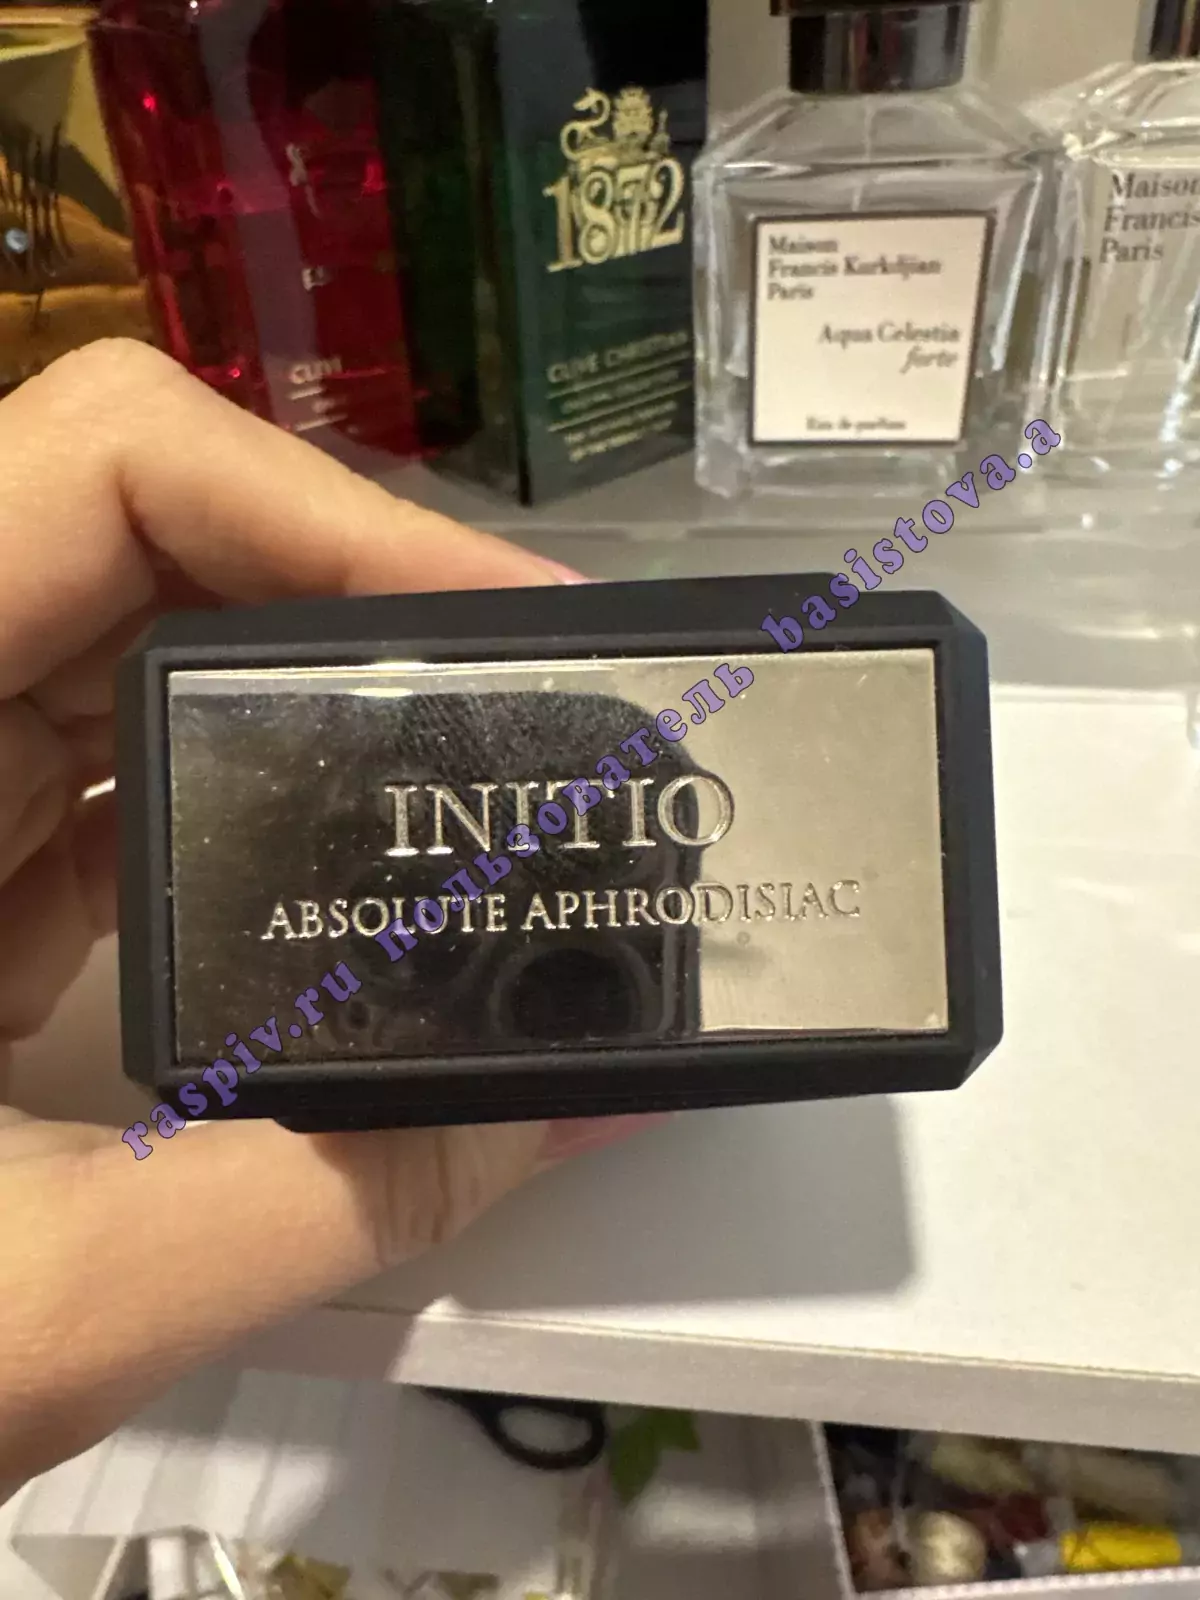 1872
CLIVE CHRISTIAN
CLIVE
Maison
Francis Kurkdjian
Paris
Aqua Celestia
forte
Eau de parfum
Maison
Francis
Paris
INITIO
ABSOLUTE APHRODISIAC
raspiv.ru пользователь basistova.a